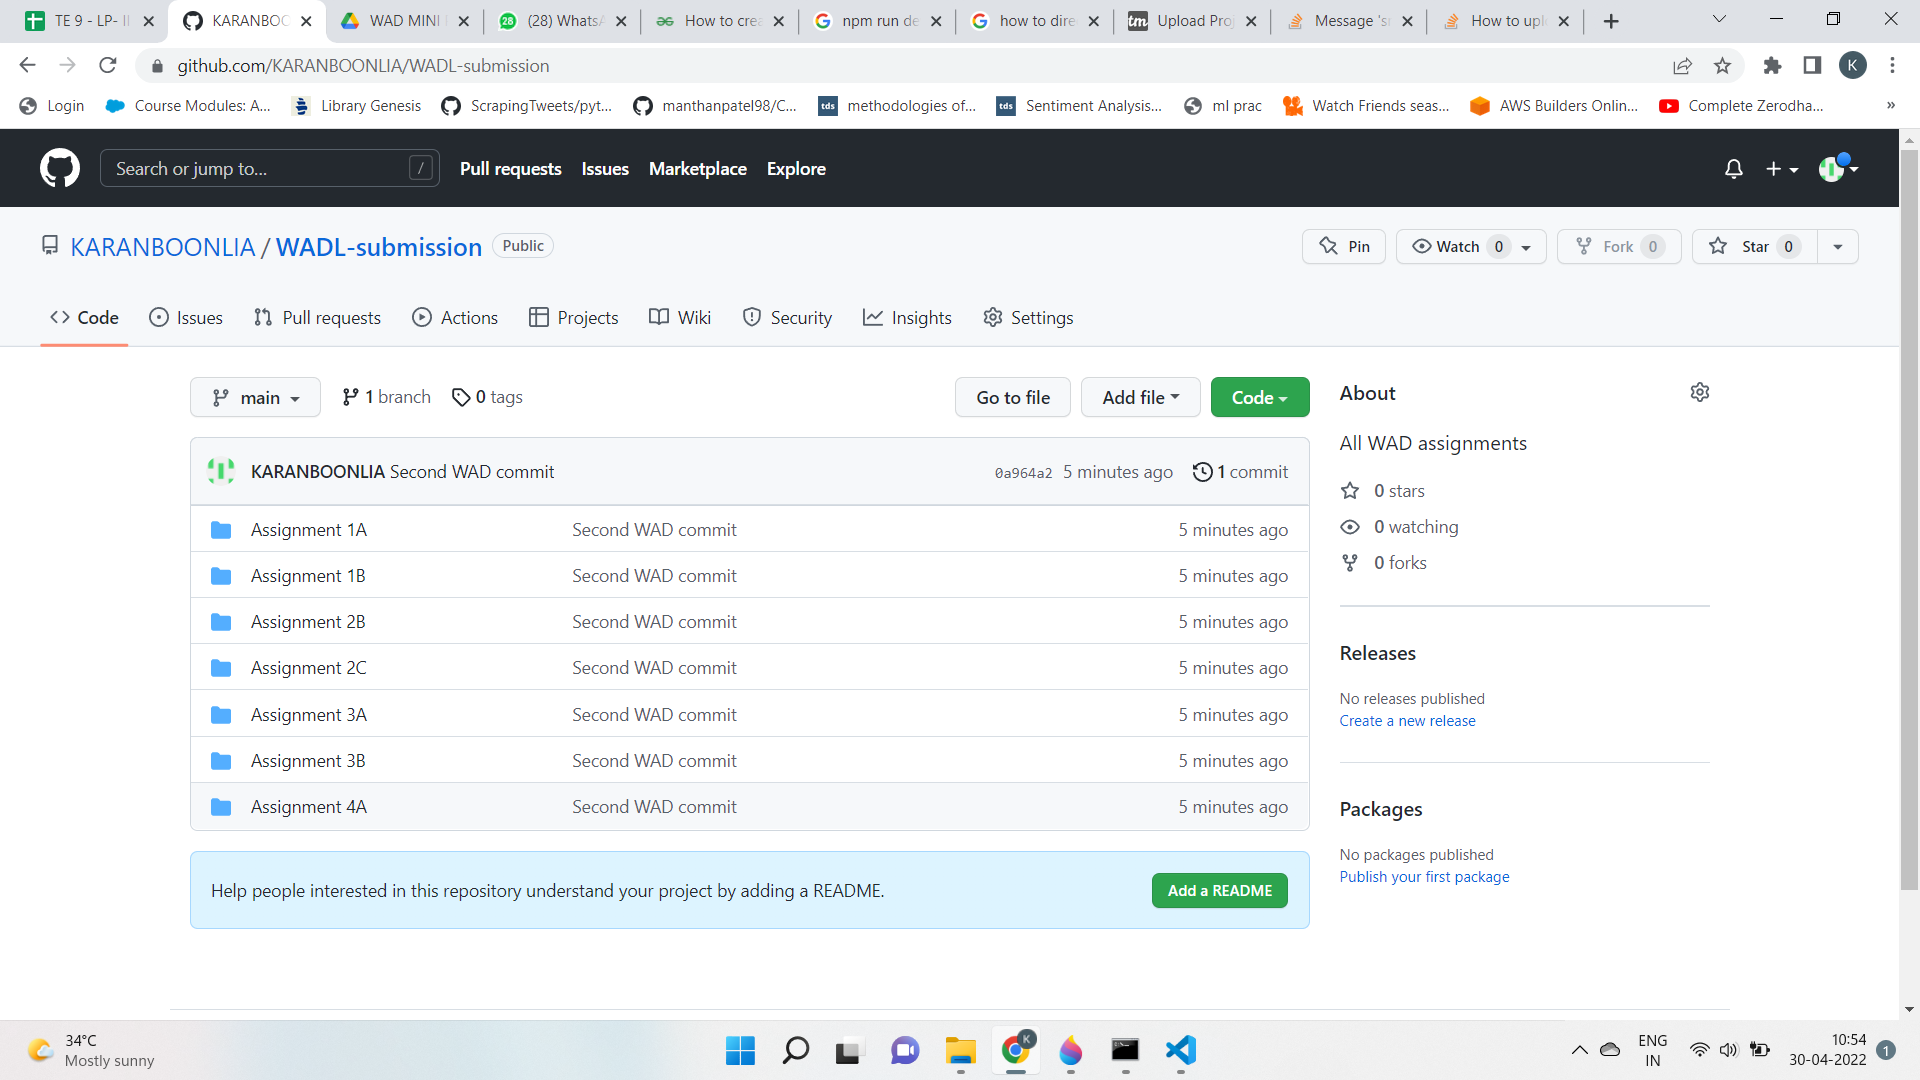 TE 9 - LP- II
KARANBOO
WAD MINI
(28) WhatsA
How to crea
npm run de
how to dire
Upload Proj
Message 'sr
How to uplo
github.com/KARANBOONLIA/WADL-submission
K
Login
Course Modules: A...
Library Genesis
ScrapingTweets/pyt...
manthanpatel98/C...
tds methodologies of...
tds Sentiment Analysis...
ml prac
Watch Friends seas...
AWS Builders Onlin...
Complete Zerodha...
»
Search or jump to...
/
Pull requests
Issues
Marketplace
Explore
KARANBOONLIA / WADL-submission
Public
Pin
Watch 0
Fork 0
Star 0
Code
Issues
Pull requests
Actions
Projects
Wiki
Security
Insights
Settings
main
1 branch
0 tags
Go to file
Add file
Code
KARANBOONLIA Second WAD commit
0a964a2 5 minutes ago
1 commit
Assignment 1A Second WAD commit 5 minutes ago
Assignment 1B Second WAD commit 5 minutes ago
Assignment 2B Second WAD commit 5 minutes ago
Assignment 2C Second WAD commit 5 minutes ago
Assignment 3A Second WAD commit 5 minutes ago
Assignment 3B Second WAD commit 5 minutes ago
Assignment 4A Second WAD commit 5 minutes ago
Help people interested in this repository understand your project by adding a README.
Add a README
About
All WAD assignments
0 stars
0 watching
0 forks
Releases
No releases published
Create a new release
Packages
No packages published
Publish your first package
34°C
Mostly sunny
K
ENG
IN
10:54
30-04-2022
1